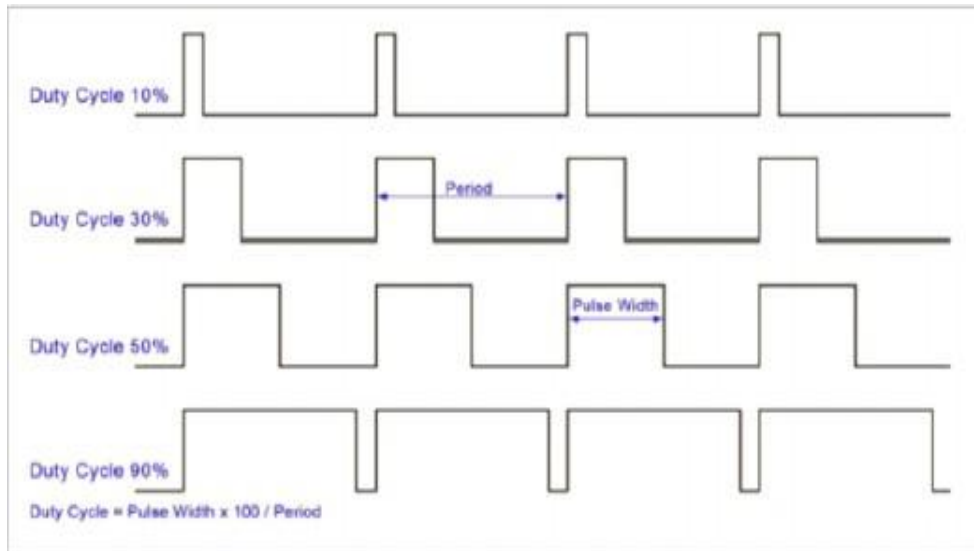 Duty Cycle 10%
Period
Duty Cycle 30%
Pulse Width
Duty Cycle 50%
Duty Cycle 90%
Duty Cycle = Pulse Width x 100 / Period